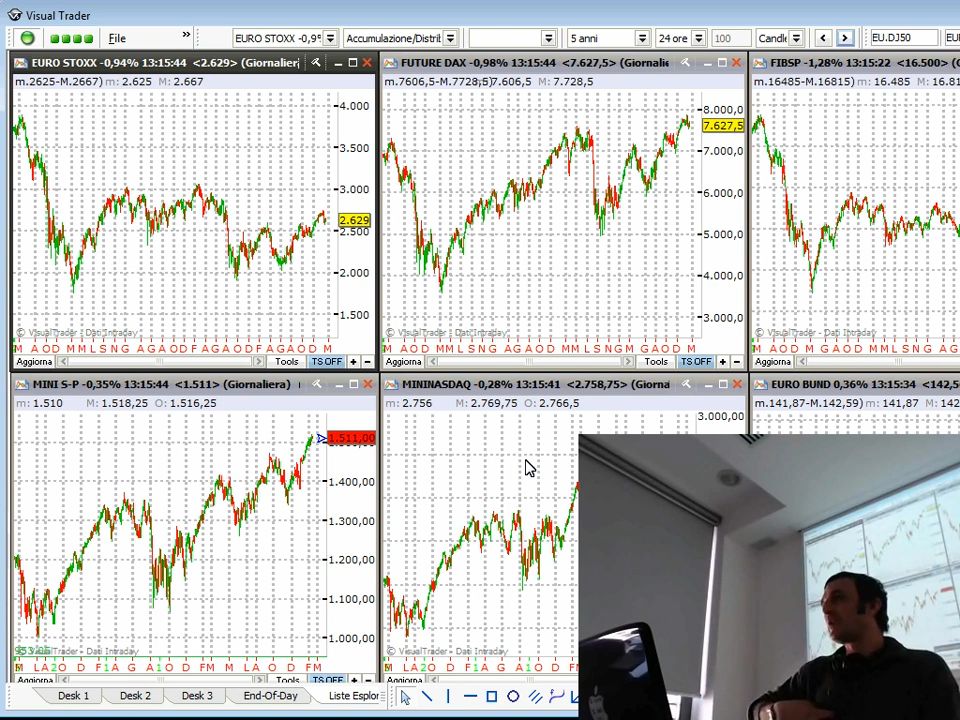 Visual Trader
File » EURO STOXX -0,9% Accumulazione/Distrib 5 anni 24 ore 100 Candle EU.DJ50
EURO STOXX -0,94% 13:15:44 <2.629> (Giornalier
m.2625-M.2667) m: 2.625 M: 2.667
4.000
3.500
3.000
2.629
2.500
2.000
1.500
© VisualTrader - Dati Intraday
Aggiorna Tools TS OFF
FUTURE DAX -0,98% 13:15:44 <7.627,5> (Giornalie
M: 7.728,5
8.000,0
7.627,5
7.000,0
6.000,0
5.000,0
4.000,0
3.000,0
© VisualTrader - Dati Intraday
Aggiorna Tools TS OFF
FIBSP -1,28% 13:15:22 <16.500> (
m.16485-M.16815) m: 16.485 M: 16.81
© VisualTrader - Dati Intraday
Aggiorna
MINI S-P -0,35% 13:15:44 <1.511> (Giornaliera)
m: 1.510 M: 1.518,25 O: 1.516,25
1.511,00
1.400,00
1.300,00
1.200,00
1.100,00
1.000,00
VisualTrader - Dati Intraday
Aggiorna Tools TS OFF
MININASDAQ -0,28% 13:15:41 <2.758,75> (Giorna
m: 2.756 M: 2.769,75 O: 2.766,5
3.000,00
© VisualTrader - Dati Intraday
Aggiorna
EURO BUND 0,36% 13:15:34 <142,5
m.141,87-M.142,59) m: 141,87 M: 142
Desk 1 Desk 2 Desk 3 End-Of-Day Liste Esplor